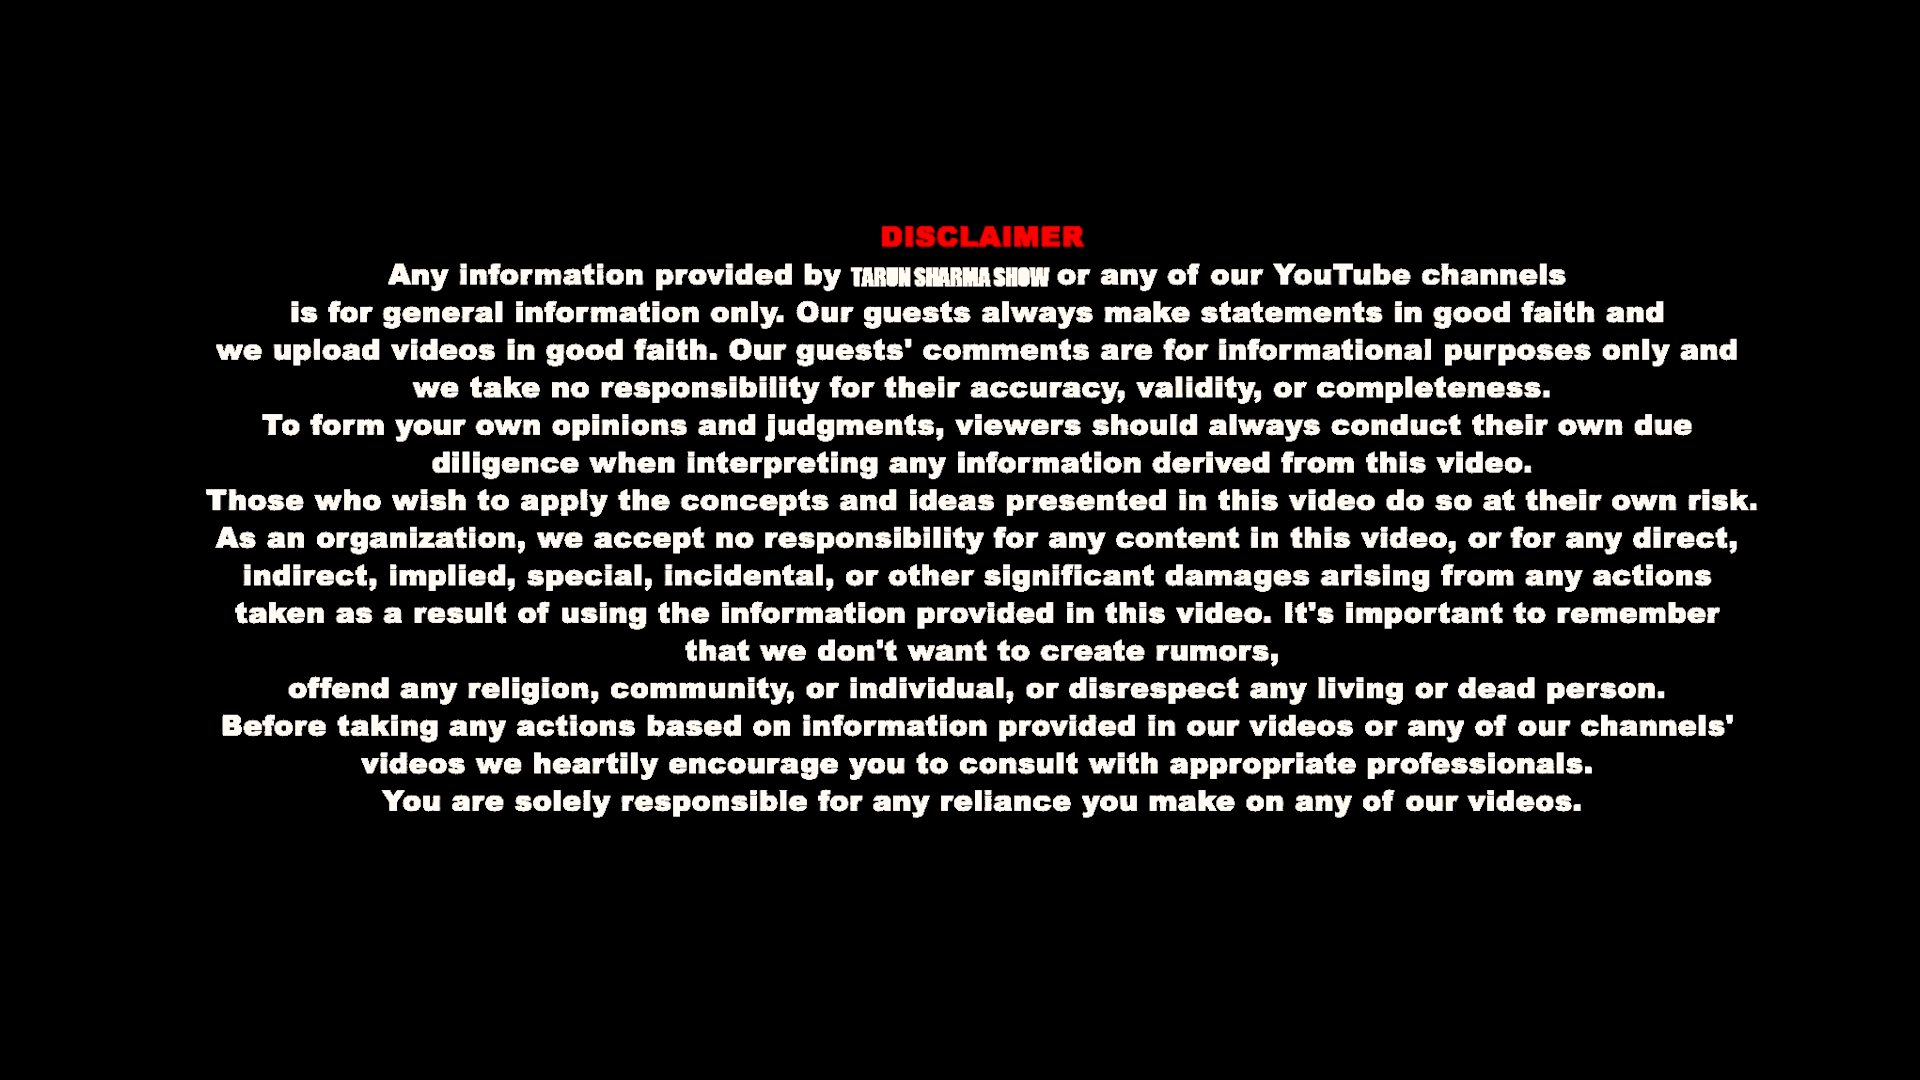 DISCLAIMER
Any information provided by TARUN SHARMA SHOW or any of our YouTube channels
is for general information only. Our guests always make statements in good faith and
we upload videos in good faith. Our guests' comments are for informational purposes only and
we take no responsibility for their accuracy, validity, or completeness.
To form your own opinions and judgments, viewers should always conduct their own due
diligence when interpreting any information derived from this video.
Those who wish to apply the concepts and ideas presented in this video do so at their own risk.
As an organization, we accept no responsibility for any content in this video, or for any direct,
indirect, implied, special, incidental, or other significant damages arising from any actions
taken as a result of using the information provided in this video. It's important to remember
that we don't want to create rumors,
offend any religion, community, or individual, or disrespect any living or dead person.
Before taking any actions based on information provided in our videos or any of our channels'
videos we heartily encourage you to consult with appropriate professionals.
You are solely responsible for any reliance you make on any of our videos.